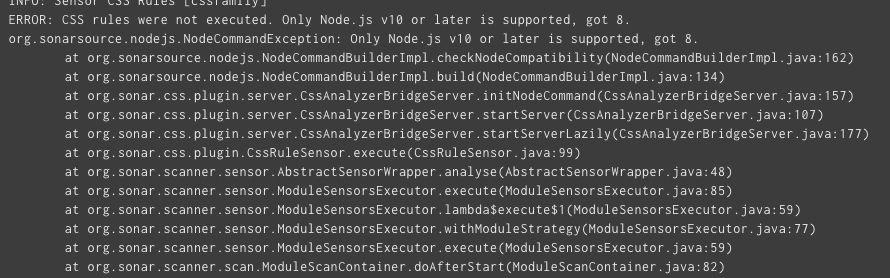 INFO: Sensor CSS Rules [cssfamily]
ERROR: CSS rules were not executed. Only Node.js v10 or later is supported, got 8.
org.sonarsource.nodejs.NodeCommandException: Only Node.js v10 or later is supported, got 8.
at org.sonarsource.nodejs.NodeCommandBuilderImpl.checkNodeCompatibility(NodeCommandBuilderImpl.java:162)
at org.sonarsource.nodejs.NodeCommandBuilderImpl.build(NodeCommandBuilderImpl.java:134)
at org.sonar.css.plugin.server.CssAnalyzerBridgeServer.initNodeCommand(CssAnalyzerBridgeServer.java:157)
at org.sonar.css.plugin.server.CssAnalyzerBridgeServer.startServer(CssAnalyzerBridgeServer.java:107)
at org.sonar.css.plugin.server.CssAnalyzerBridgeServer.startServerLazily(CssAnalyzerBridgeServer.java:177)
at org.sonar.css.plugin.CssRuleSensor.execute(CssRuleSensor.java:99)
at org.sonar.scanner.sensor.AbstractSensorWrapper.analyse(AbstractSensorWrapper.java:48)
at org.sonar.scanner.sensor.ModuleSensorsExecutor.execute(ModuleSensorsExecutor.java:85)
at org.sonar.scanner.sensor.ModuleSensorsExecutor.lambda$execute$1(ModuleSensorsExecutor.java:59)
at org.sonar.scanner.sensor.ModuleSensorsExecutor.withModuleStrategy(ModuleSensorsExecutor.java:77)
at org.sonar.scanner.sensor.ModuleSensorsExecutor.execute(ModuleSensorsExecutor.java:59)
at org.sonar.scanner.scan.ModuleScanContainer.doAfterStart(ModuleScanContainer.java:82)